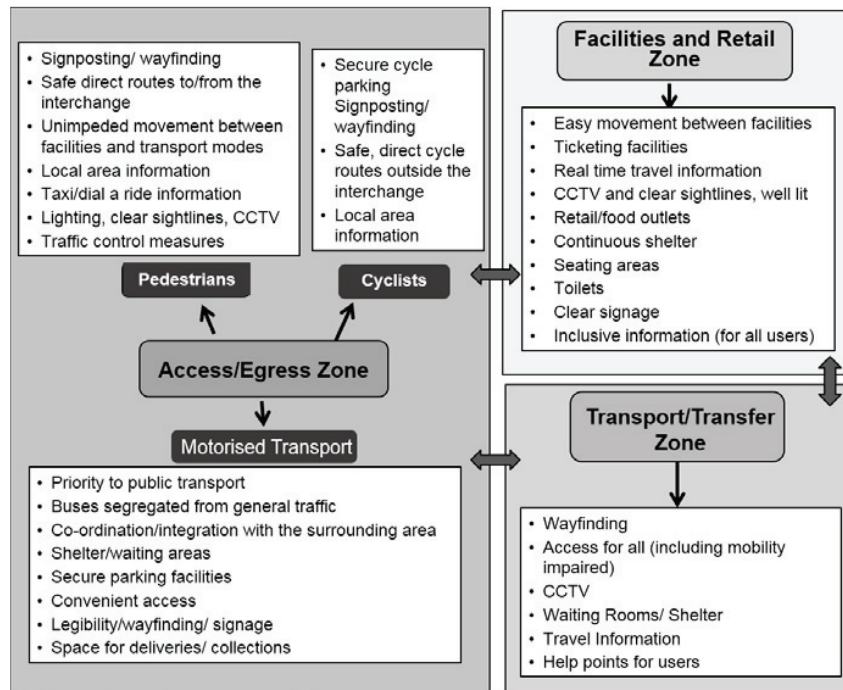 • Signposting/ wayfinding
• Safe direct routes to/from the
interchange
• Unimpeded movement between
facilities and transport modes
• Local area information
• Taxi/dial a ride information
• Lighting, clear sightlines, CCTV
• Traffic control measures
Pedestrians
• Secure cycle
parking
Signposting/
wayfinding
• Safe, direct cycle
routes outside the
interchange
• Local area
information
Cyclists
Access/Egress Zone
Motorised Transport
• Priority to public transport
• Buses segregated from general traffic
• Co-ordination/integration with the surrounding area
• Shelter/waiting areas
• Secure parking facilities
• Convenient access
• Legibility/wayfinding/ signage
• Space for deliveries/ collections
Facilities and Retail
Zone
• Easy movement between facilities
• Ticketing facilities
• Real time travel information
• CCTV and clear sightlines, well lit
• Retail/food outlets
• Continuous shelter
• Seating areas
• Toilets
• Clear signage
• Inclusive information (for all users)
Transport/Transfer
Zone
• Wayfinding
• Access for all (including mobility
impaired)
• CCTV
• Waiting Rooms/ Shelter
• Travel Information
• Help points for users